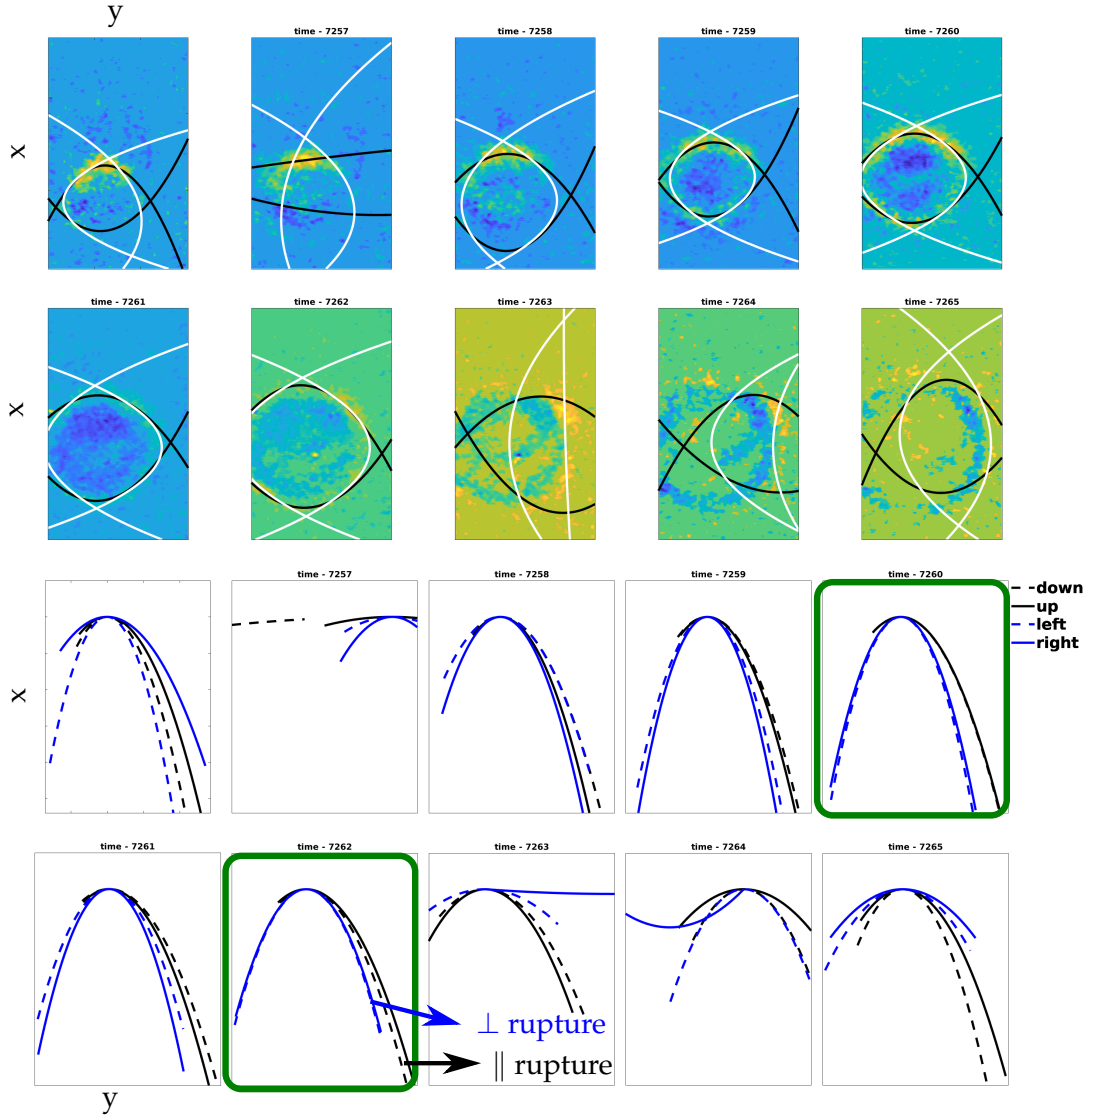 y
time - 7257
time - 7258
time - 7259
time - 7260
x
time - 7261
time - 7262
time - 7263
time - 7264
time - 7265
x
time - 7257
time - 7258
time - 7259
time - 7260
down
up
left
right
x
time - 7261
time - 7262
time - 7263
time - 7264
time - 7265
⊥ rupture
∥ rupture
y